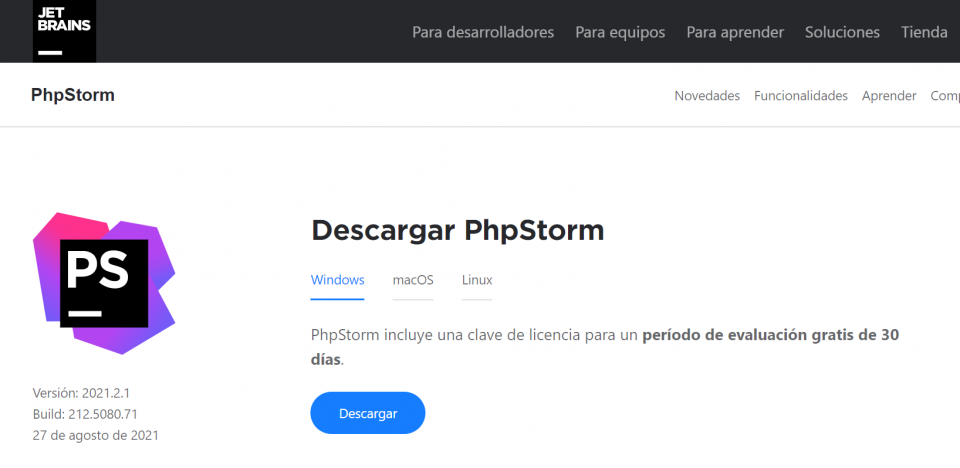 JET
BRAINS
Para desarrolladores Para equipos Para aprender Soluciones Tienda
PhpStorm
Novedades Funcionalidades Aprender Comp
PS
Descargar PhpStorm
Windows macOS Linux
PhpStorm incluye una clave de licencia para un período de evaluación gratis de 30
días.
Descargar
Versión: 2021.2.1
Build: 212.5080.71
27 de agosto de 2021